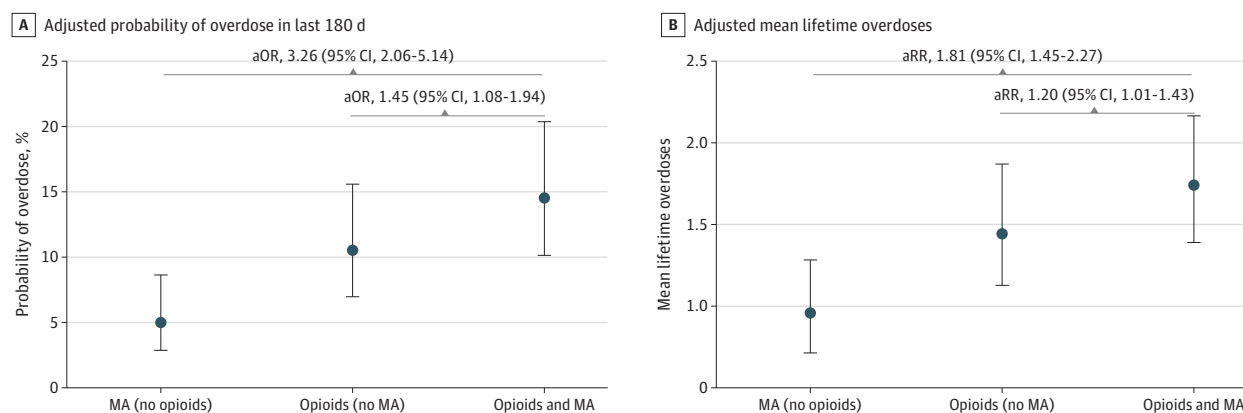 A Adjusted probability of overdose in last 180 d
25
20
15
10
5
0
Probability of overdose, %
aOR, 3.26 (95% CI, 2.06-5.14)
aOR, 1.45 (95% CI, 1.08-1.94)
MA (no opioids)
Opioids (no MA)
Opioids and MA
B Adjusted mean lifetime overdoses
2.5
2.0
1.5
1.0
0
Mean lifetime overdoses
aRR, 1.81 (95% CI, 1.45-2.27)
aRR, 1.20 (95% CI, 1.01-1.43)
MA (no opioids)
Opioids (no MA)
Opioids and MA